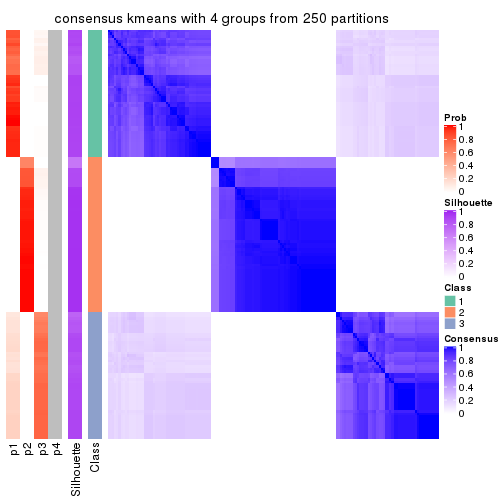 consensus kmeans with 4 groups from 250 partitions
Prob
1
0.8
0.6
0.4
0.2
0
Silhouette
1
0.8
0.6
0.4
0.2
0
Class
1
2
3
Consensus
1
0.8
0.6
0.4
0.2
0
p1
p2
p3
p4
Silhouette
Class